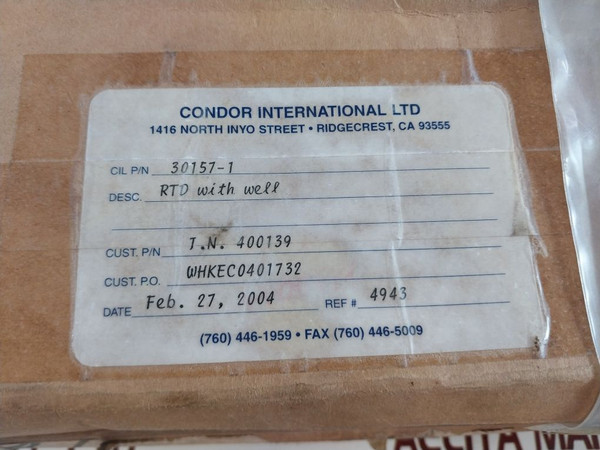 CONDOR INTERNATIONAL LTD
1416 NORTH INYO STREET • RIDGECREST, CA 93555
CIL P/N 30157-1
DESC. RTD with well
CUST. P/N T.N. 400139
CUST. P.O. WHKEC0401732
DATE Feb. 27, 2004 REF # 4943
(760) 446-1959 • FAX (760) 446-5009